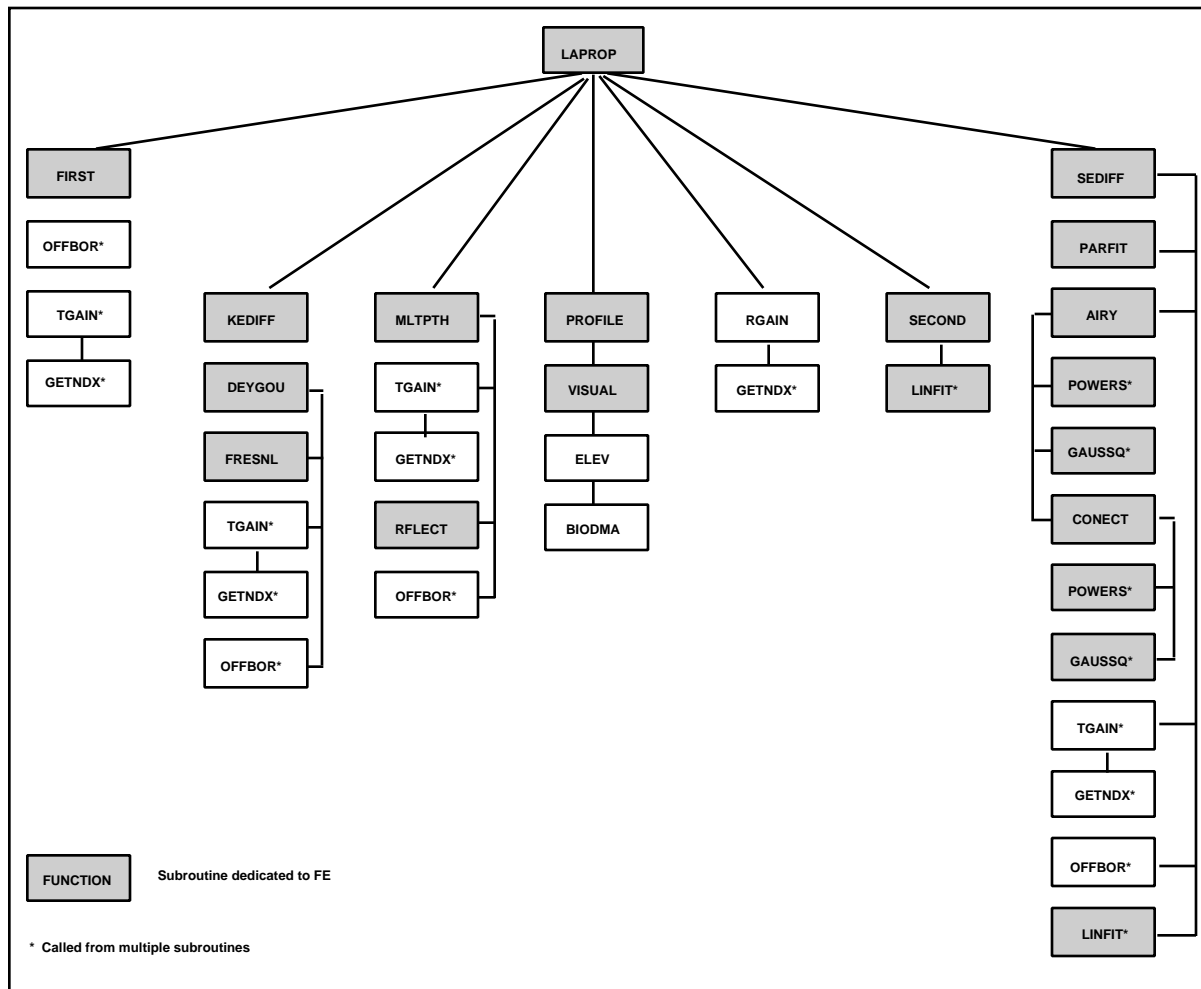 LAPROP
FIRST
OFFBOR*
TGAIN*
GETNDX*
KEDIFF
DEYGOU
FRESNL
TGAIN*
GETNDX*
OFFBOR*
MLTPTH
TGAIN*
GETNDX*
RFLECT
OFFBOR*
PROFILE
VISUAL
ELEV
BIODMA
RGAIN
GETNDX*
SECOND
LINFIT*
SEDIFF
PARFIT
AIRY
POWERS*
GAUSSQ*
CONECT
POWERS*
GAUSSQ*
TGAIN*
GETNDX*
OFFBOR*
LINFIT*
FUNCTION Subroutine dedicated to FE
* Called from multiple subroutines